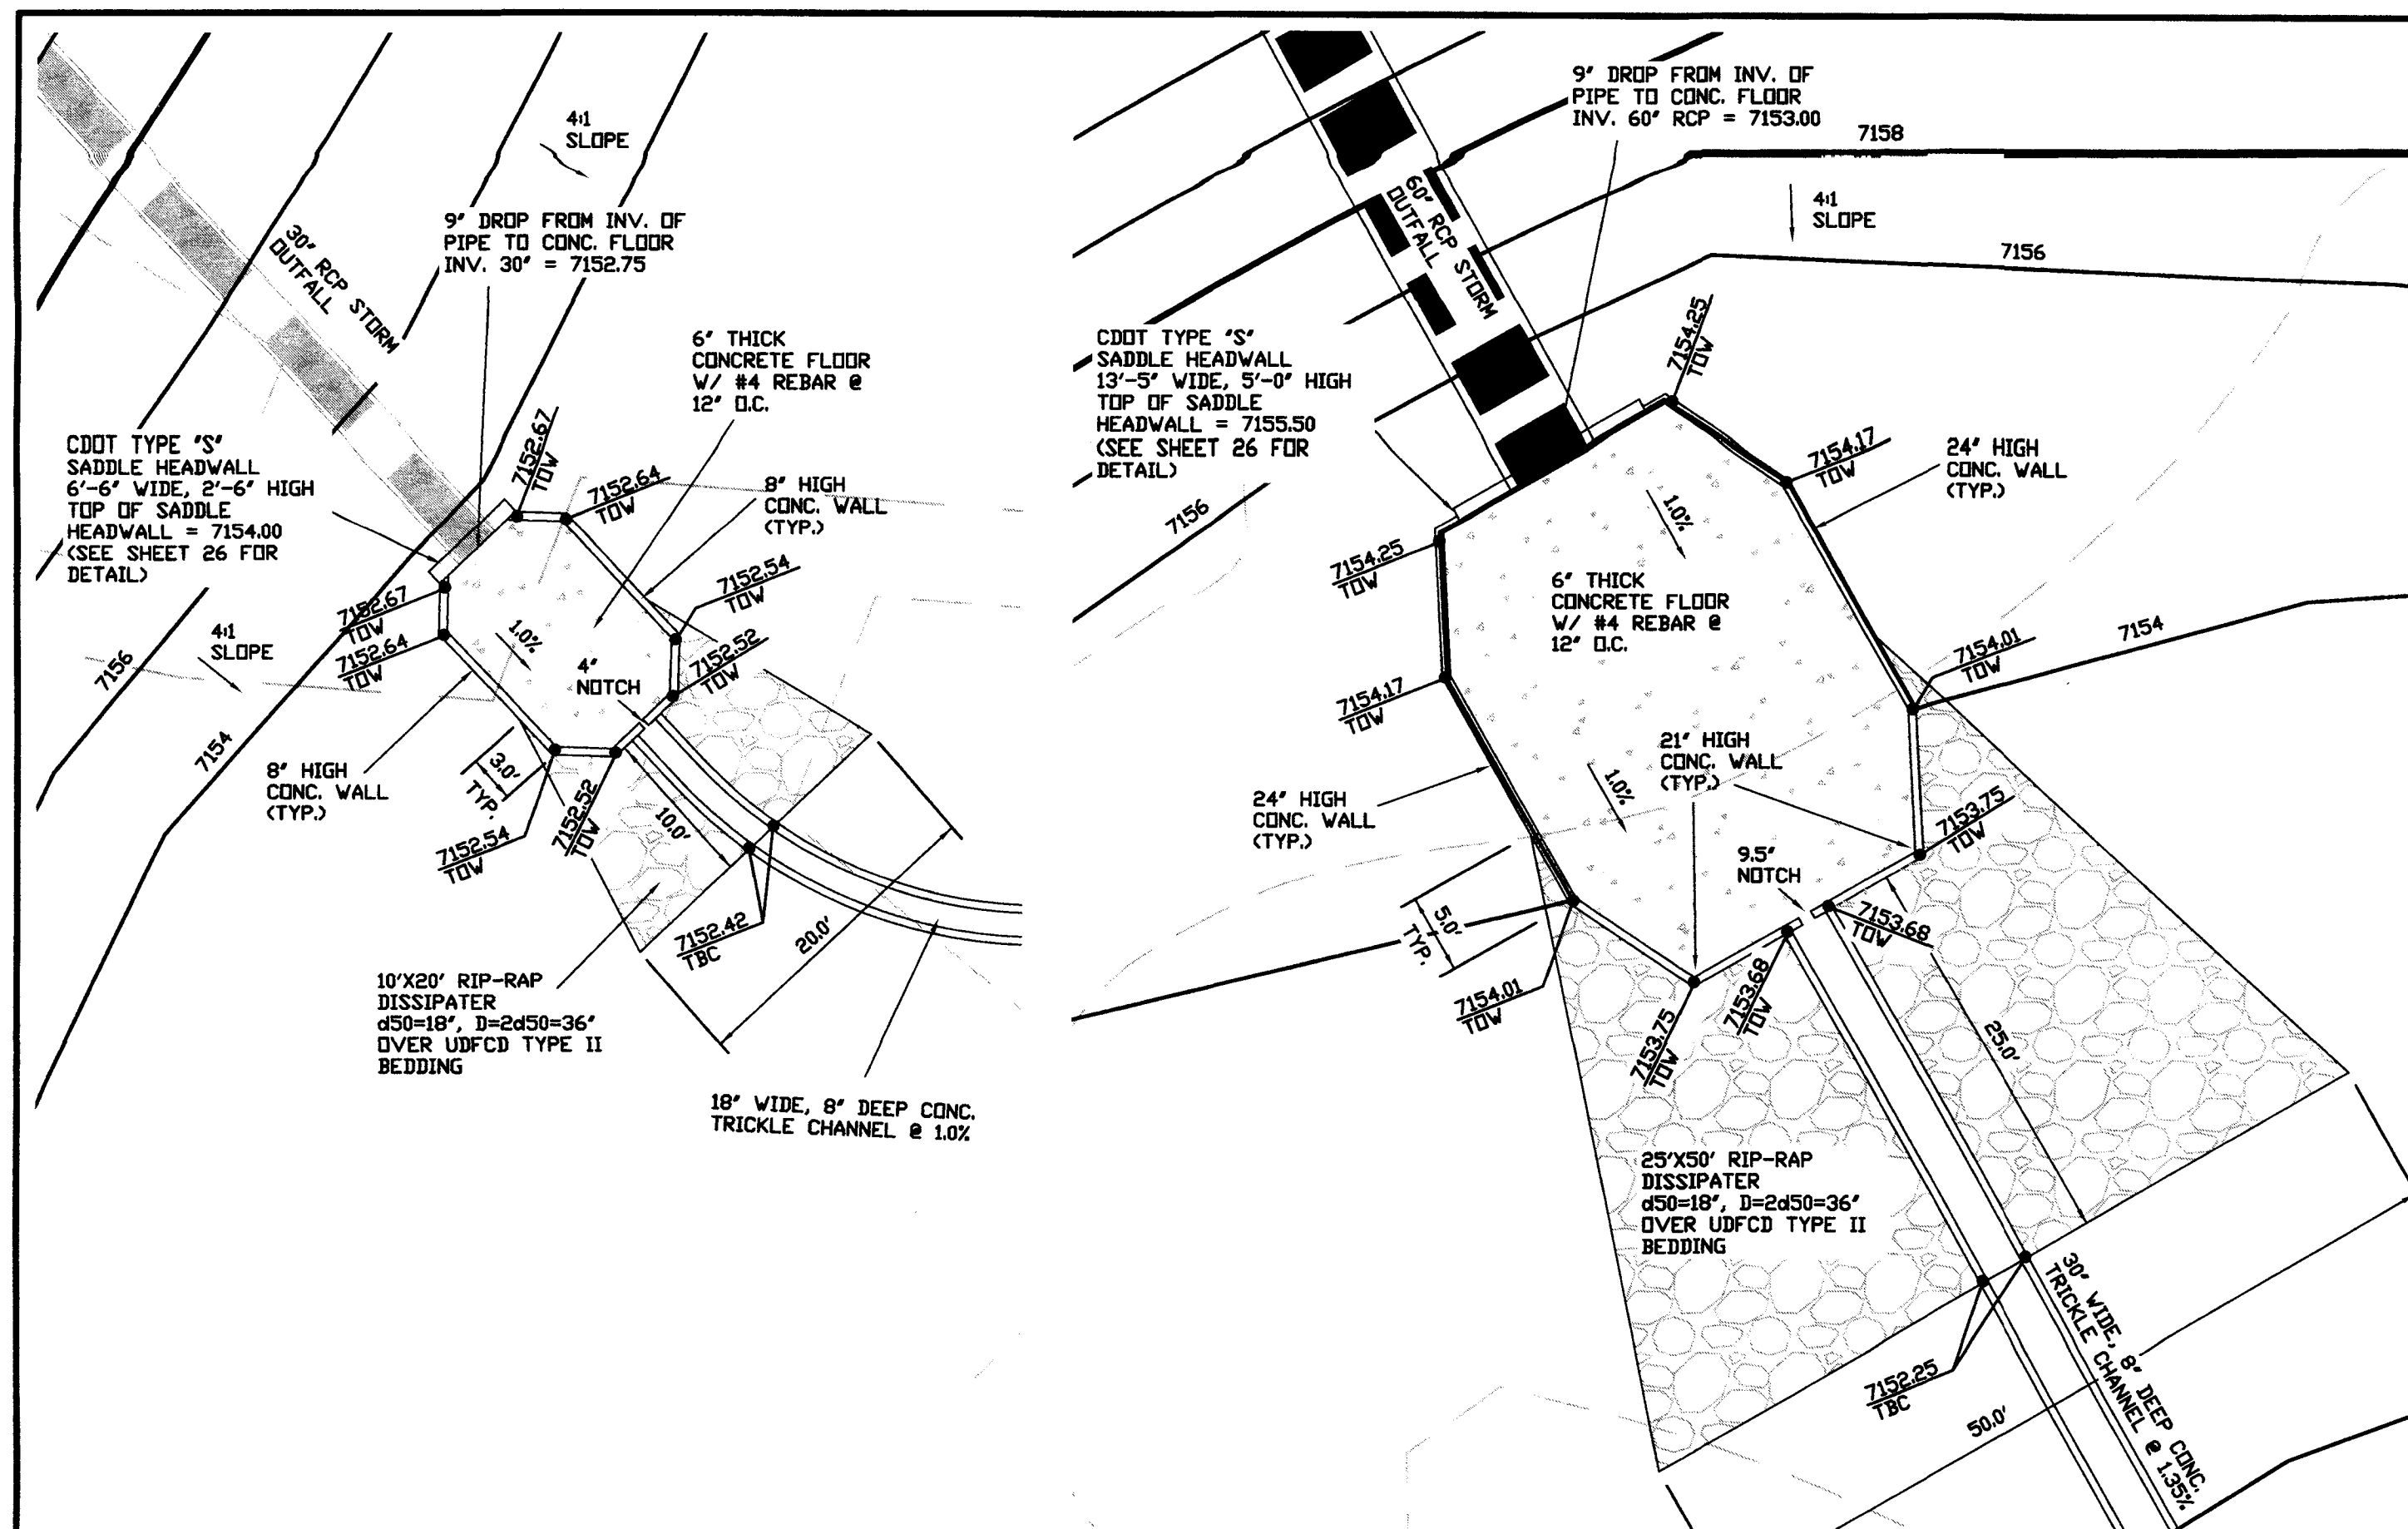 4:1
SLOPE
9" DROP FROM INV. OF
PIPE TO CONC. FLOOR
INV. 30" = 7152.75
30" RCP STORM
OUTFALL
6" THICK
CONCRETE FLOOR
W/ #4 REBAR @
12" O.C.
CDOT TYPE "S"
SADDLE HEADWALL
6'-6" WIDE, 2'-6" HIGH
TOP OF SADDLE
HEADWALL = 7154.00
(SEE SHEET 26 FOR
DETAIL)
7152.67
TOW
7152.64
TOW
8" HIGH
CONC. WALL
(TYP.)
7152.54
TOW
7152.67
TOW
7152.64
TOW
1.0%
4"
NOTCH
7152.52
TOW
4:1
SLOPE
7156
7154
8" HIGH
CONC. WALL
(TYP.)
3.0'
TYP.
7152.54
TOW
7152.52
TOW
10.0'
7152.42
TBC
20.0'
10'X20' RIP-RAP
DISSIPATER
d50=18", D=2d50=36"
OVER UDFCD TYPE II
BEDDING
18" WIDE, 8" DEEP CONC.
TRICKLE CHANNEL @ 1.0%
9" DROP FROM INV. OF
PIPE TO CONC. FLOOR
INV. 60" RCP = 7153.00
7158
4:1
SLOPE
7156
60" RCP STORM
OUTFALL
CDOT TYPE "S"
SADDLE HEADWALL
13'-5" WIDE, 5'-0" HIGH
TOP OF SADDLE
HEADWALL = 7155.50
(SEE SHEET 26 FOR
DETAIL)
7154.25
TOW
7154.17
TOW
24" HIGH
CONC. WALL
(TYP.)
7156
7154.25
TOW
1.0%
6" THICK
CONCRETE FLOOR
W/ #4 REBAR @
12" O.C.
7154.01
TOW
7154
7154.17
TOW
21" HIGH
CONC. WALL
(TYP.)
1.0%
24" HIGH
CONC. WALL
(TYP.)
7153.75
TOW
9.5"
NOTCH
5.0'
TYP.
7153.68
TOW
7154.01
TOW
7153.68
TOW
7153.75
TOW
25.0'
25'X50' RIP-RAP
DISSIPATER
d50=18", D=2d50=36"
OVER UDFCD TYPE II
BEDDING
7152.25
TBC
50.0'
30" WIDE, 8" DEEP CONC.
TRICKLE CHANNEL @ 1.35%